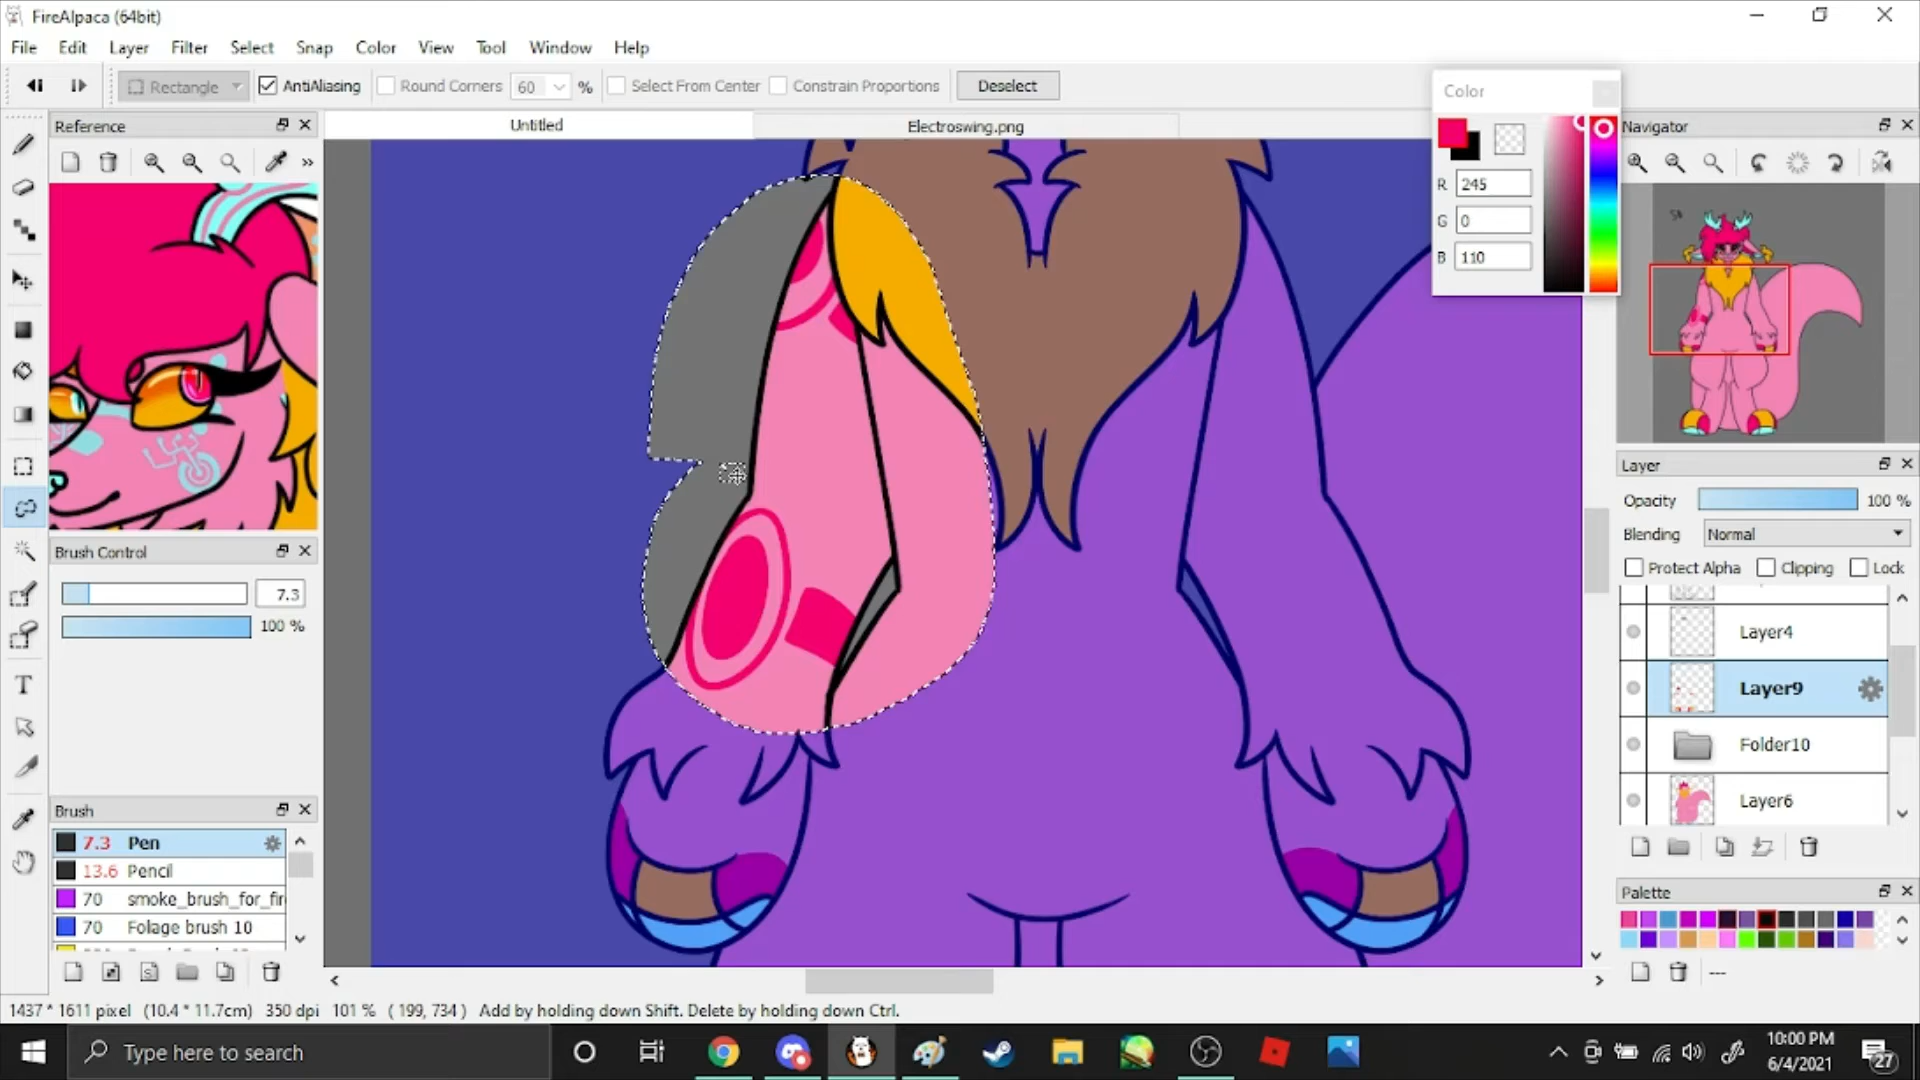 FireAlpaca (64bit)
File Edit Layer Filter Select Snap Color View Tool Window Help
Rectangle AntiAliasing Round Corners 60 % Select From Center Constrain Proportions Deselect
Color
Reference Untitled Electroswing.png Navigator
R 245
G 0
B 110
Layer
Opacity 100 %
Blending Normal
Brush Control
Protect Alpha Clipping Lock
7.3
100 %
Layer4
T
Layer9
Folder10
Layer6
Brush
7.3 Pen
13.6 Pencil
Palette
70 smoke_brush_for_fir
70 Folage brush 10
---
1437 * 1611 pixel (10.4 * 11.7cm) 350 dpi 101 % ( 199, 734 ) Add by holding down Shift. Delete by holding down Ctrl.
Type here to search
10:00 PM
6/4/2021
27